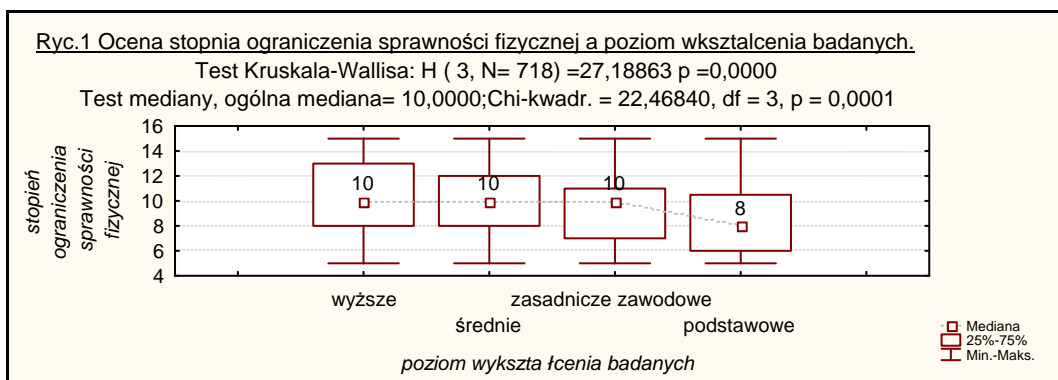 Ryc.1 Ocena stopnia ograniczenia sprawności fizycznej a poziom wksztalcenia badanych.
Test Kruskala-Wallisa: H ( 3, N= 718) =27,18863 p =0,0000
Test mediany, ogólna mediana= 10,0000;Chi-kwadr. = 22,46840, df = 3, p = 0,0001
stopień
ograniczenia
sprawności
fizycznej
16
14
12
10
8
6
4
10
10
10
8
wyższe
zasadnicze zawodowe
średnie
podstawowe
poziom wykszta łcenia badanych
Mediana
25%-75%
Min.-Maks.